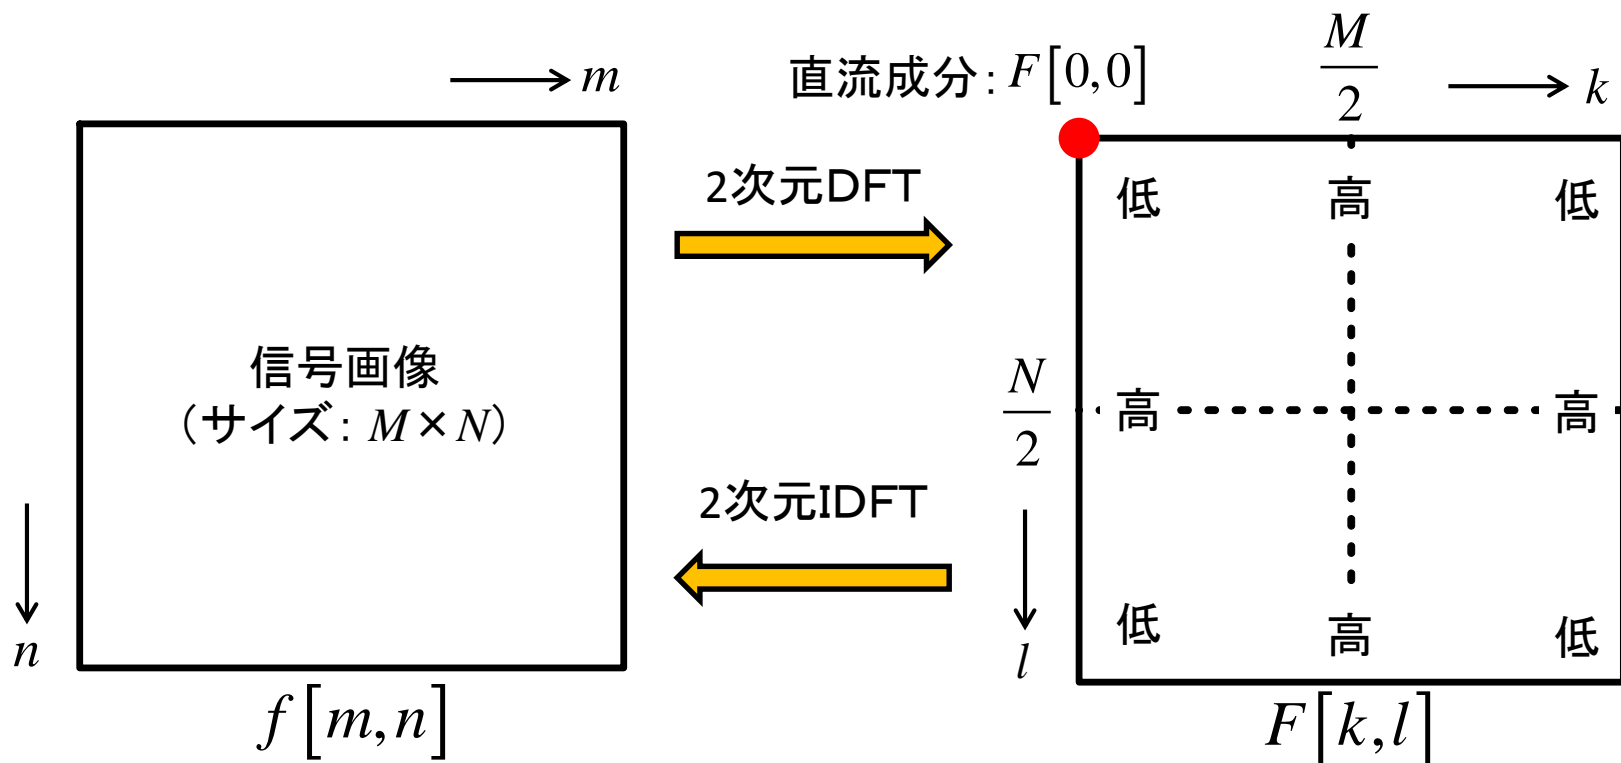 m
信号画像
(サイズ: M×N)
n
f[m,n]
2次元DFT
2次元IDFT
直流成分: F[0,0]
M/2
k
低 高 低
N/2
高 高
l
低 高 低
F[k,l]